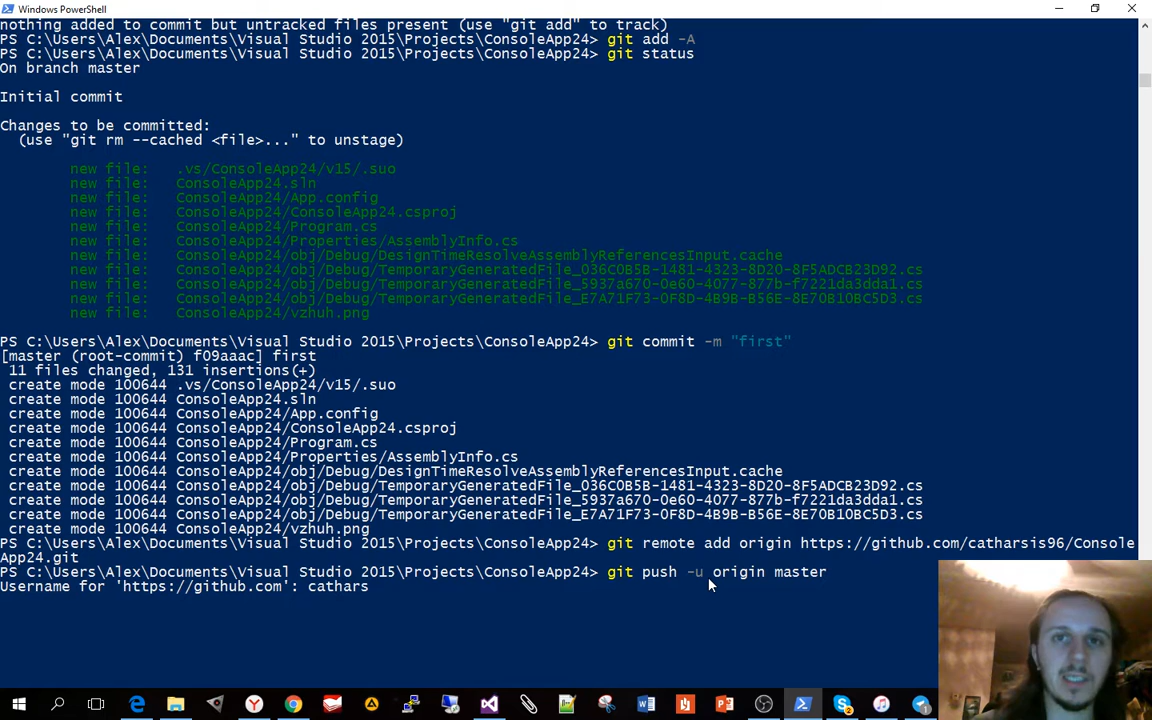 Windows PowerShell
nothing added to commit but untracked files present (use "git add" to track)
PS C:\Users\Alex\Documents\Visual Studio 2015\Projects\ConsoleApp24> git add -A
PS C:\Users\Alex\Documents\Visual Studio 2015\Projects\ConsoleApp24> git status
On branch master
Initial commit
Changes to be committed:
(use "git rm --cached <file>..." to unstage)
new file: .vs/ConsoleApp24/v15/.suo
new file: ConsoleApp24.sln
new file: ConsoleApp24/App.config
new file: ConsoleApp24/ConsoleApp24.csproj
new file: ConsoleApp24/Program.cs
new file: ConsoleApp24/Properties/AssemblyInfo.cs
new file: ConsoleApp24/obj/Debug/DesignTimeResolveAssemblyReferencesInput.cache
new file: ConsoleApp24/obj/Debug/TemporaryGeneratedFile_036C0B5B-1481-4323-8D20-8F5ADCB23D92.cs
new file: ConsoleApp24/obj/Debug/TemporaryGeneratedFile_5937a670-0e60-4077-877b-f7221da3dda1.cs
new file: ConsoleApp24/obj/Debug/TemporaryGeneratedFile_E7A71F73-0F8D-4B9B-B56E-8E70B10BC5D3.cs
new file: ConsoleApp24/vzhuh.png
PS C:\Users\Alex\Documents\Visual Studio 2015\Projects\ConsoleApp24> git commit -m "first"
[master (root-commit) f09aaac] first
11 files changed, 131 insertions(+)
create mode 100644 .vs/ConsoleApp24/v15/.suo
create mode 100644 ConsoleApp24.sln
create mode 100644 ConsoleApp24/App.config
create mode 100644 ConsoleApp24/ConsoleApp24.csproj
create mode 100644 ConsoleApp24/Program.cs
create mode 100644 ConsoleApp24/Properties/AssemblyInfo.cs
create mode 100644 ConsoleApp24/obj/Debug/DesignTimeResolveAssemblyReferencesInput.cache
create mode 100644 ConsoleApp24/obj/Debug/TemporaryGeneratedFile_036C0B5B-1481-4323-8D20-8F5ADCB23D92.cs
create mode 100644 ConsoleApp24/obj/Debug/TemporaryGeneratedFile_5937a670-0e60-4077-877b-f7221da3dda1.cs
create mode 100644 ConsoleApp24/obj/Debug/TemporaryGeneratedFile_E7A71F73-0F8D-4B9B-B56E-8E70B10BC5D3.cs
create mode 100644 ConsoleApp24/vzhuh.png
PS C:\Users\Alex\Documents\Visual Studio 2015\Projects\ConsoleApp24> git remote add origin https://github.com/catharsis96/Console
App24.git
PS C:\Users\Alex\Documents\Visual Studio 2015\Projects\ConsoleApp24> git push -u origin master
Username for 'https://github.com': cathars